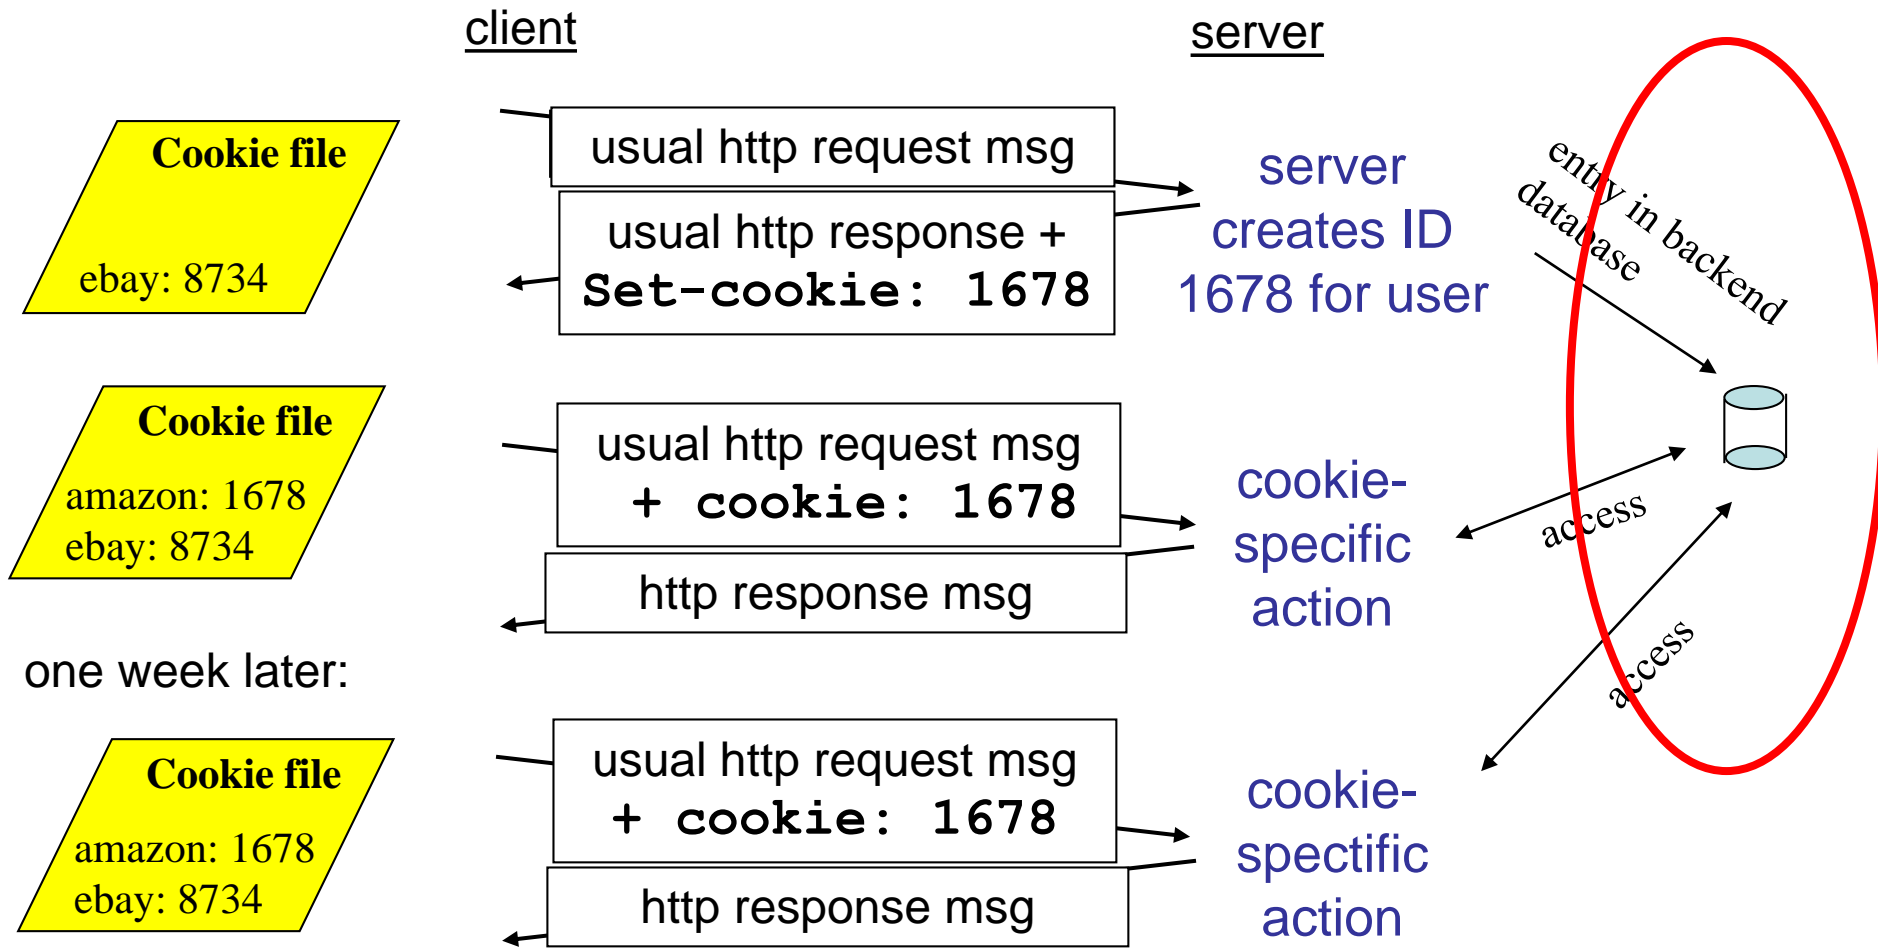 client
server
Cookie file
ebay: 8734
usual http request msg
usual http response +
Set-cookie: 1678
server
creates ID
1678 for user
entry in backend
database
Cookie file
amazon: 1678
ebay: 8734
usual http request msg
+ cookie: 1678
http response msg
cookie-
specific
action
access
access
one week later:
Cookie file
amazon: 1678
ebay: 8734
usual http request msg
+ cookie: 1678
http response msg
cookie-
spectific
action